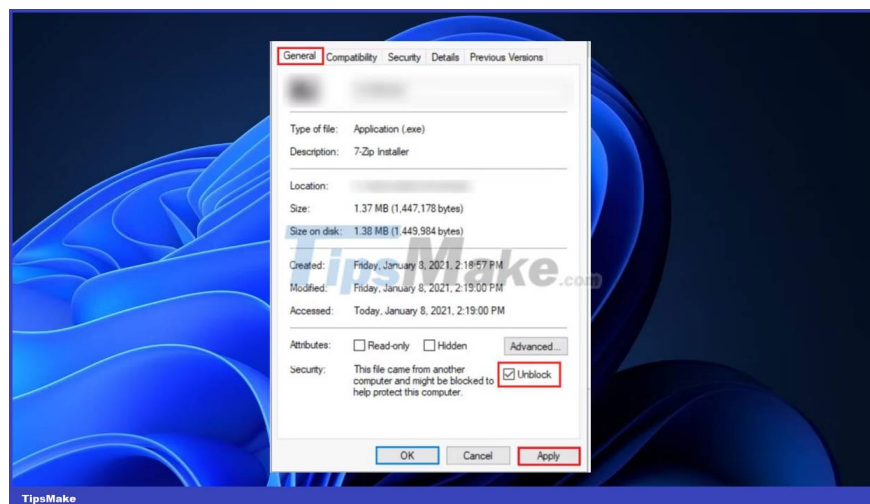 General Compatibility Security Details Previous Versions
Type of file: Application (.exe)
Description: 7-Zip Installer
Location:
Size: 1.37 MB (1,447,178 bytes)
Size on disk: 1.38 MB (1,449,984 bytes)
Created: Friday, January 8, 2021, 2:18:57 PM
Modified: Friday, January 8, 2021, 2:19:00 PM
Accessed: Today, January 8, 2021, 2:19:00 PM
TipsMake.com
Attributes: Read-only Hidden Advanced...
Security: This file came from another
computer and might be blocked to
help protect this computer.
Unblock
OK Cancel Apply
TipsMake